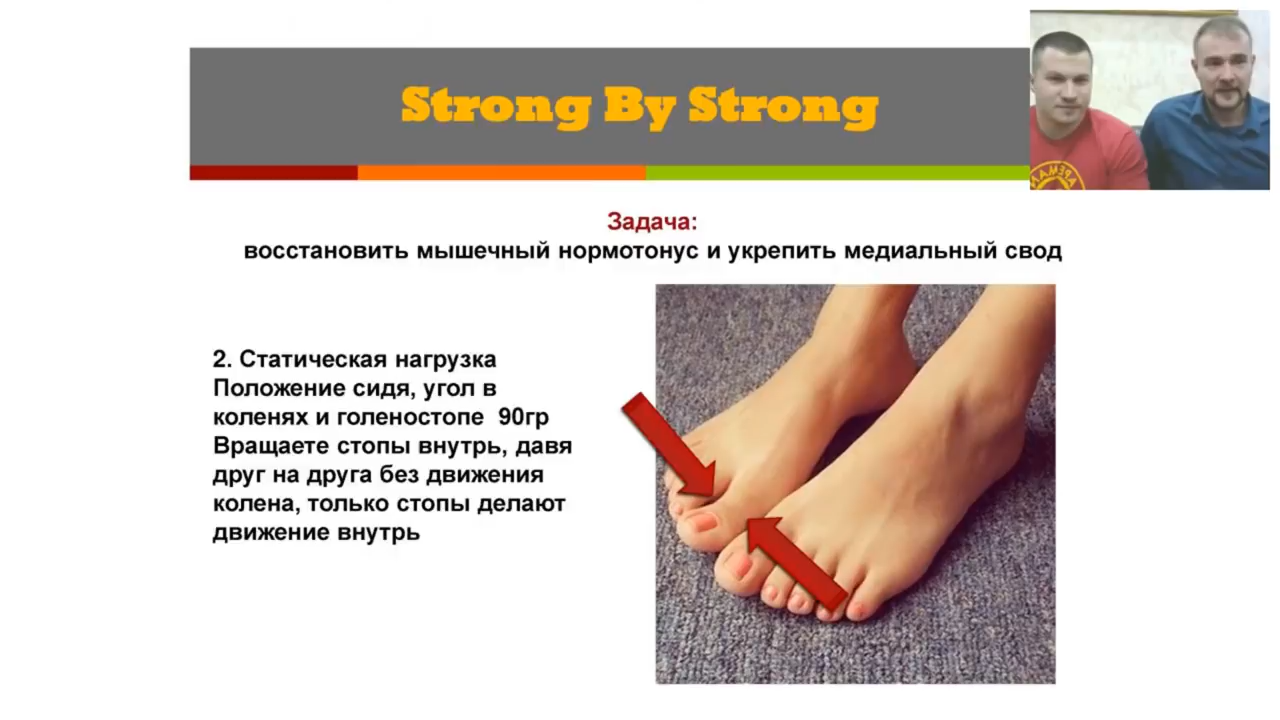 Strong By Strong
Задача:
восстановить мышечный нормотонус и укрепить медиальный свод
2. Статическая нагрузка
Положение сидя, угол в
коленях и голеностопе 90гр
Вращаете стопы внутрь, давя
друг на друга без движения
колена, только стопы делают
движение внутрь